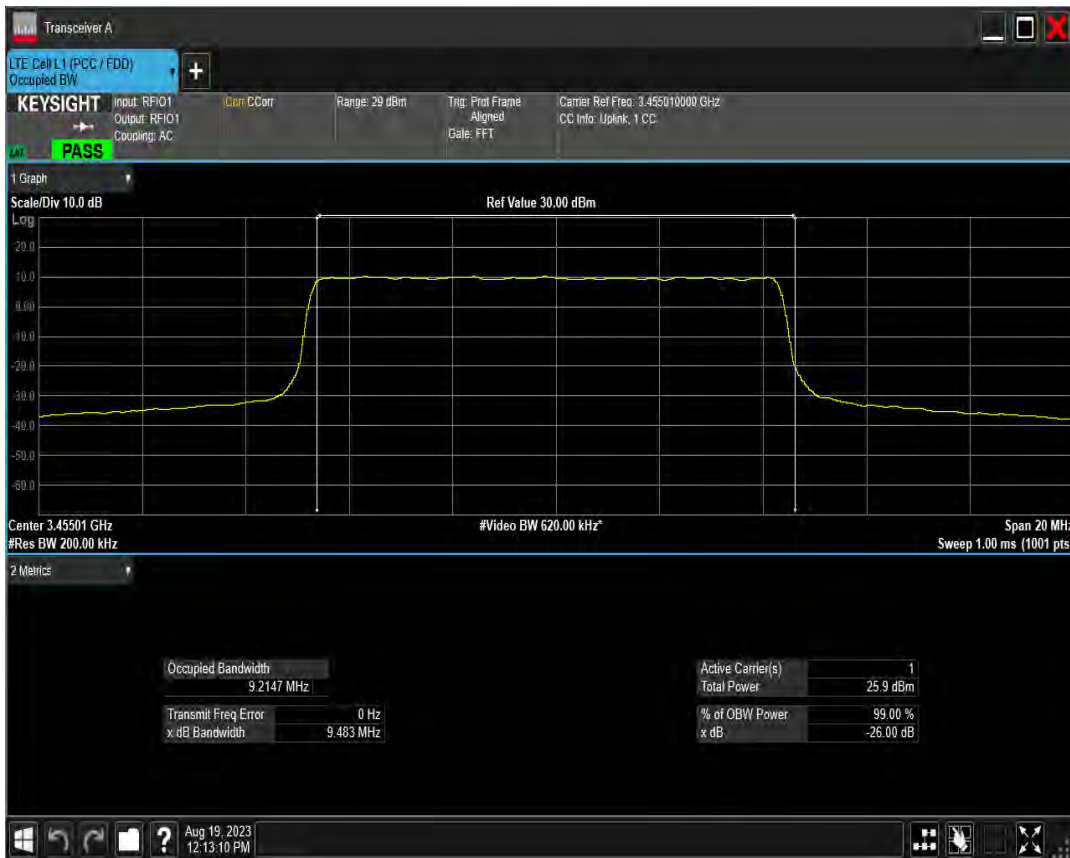 Transceiver A
LTE Cell L1 (PCC / FDD)
Occupied BW
+
KEYSIGHT
PASS
Input: RFIO1
Output: RFIO1
Coupling: AC
Corr CCorr
Range: 29 dBm
Trig: Prot Frame
Aligned
Gate: FFT
Carrier Ref Freq: 3.455010000 GHz
CC Info: Uplink, 1 CC
1 Graph
Scale/Div 10.0 dB
Ref Value 30.00 dBm
Log
20.0
10.0
0.00
-10.0
-20.0
-30.0
-40.0
-50.0
-60.0
Center 3.45501 GHz
#Video BW 620.00 kHz*
Span 20 MHz
#Res BW 200.00 kHz
Sweep 1.00 ms (1001 pts
2 Metrics
Occupied Bandwidth
9.2147 MHz
Transmit Freq Error 0 Hz
x dB Bandwidth 9.483 MHz
Active Carrier(s) 1
Total Power 25.9 dBm
% of OBW Power 99.00 %
x dB -26.00 dB
?
Aug 19, 2023
12:13:10 PM